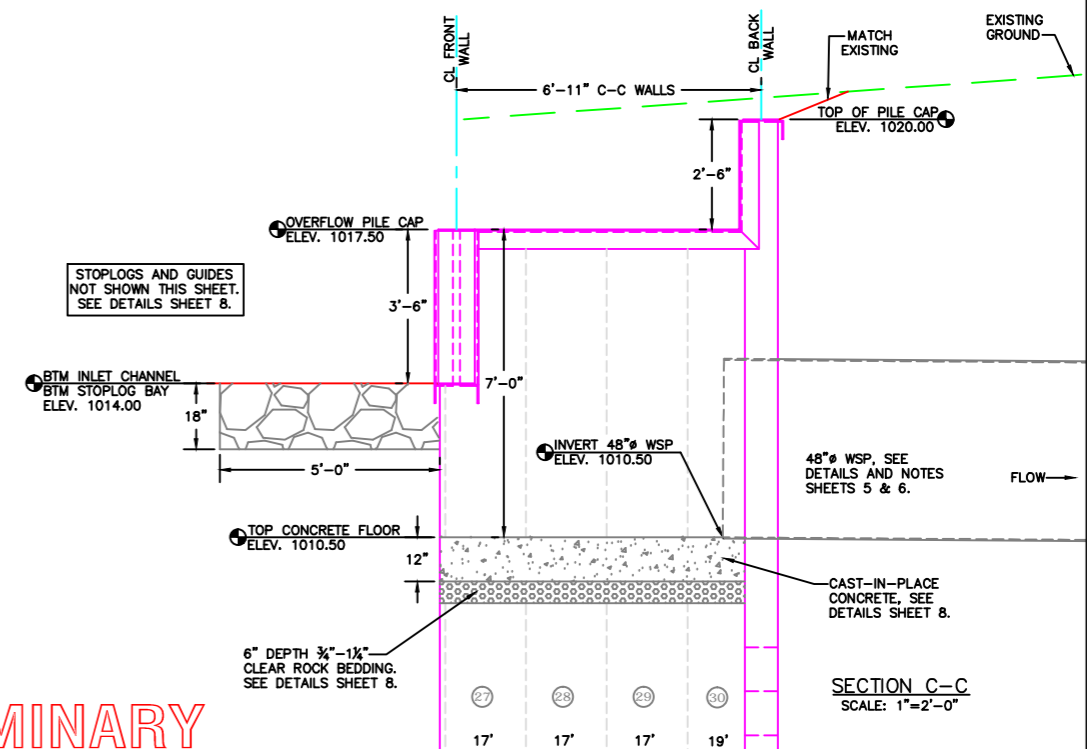 CL FRONT
WALL
CL BACK
WALL
MATCH
EXISTING
EXISTING
GROUND
6'-11" C-C WALLS
TOP OF PILE CAP
ELEV. 1020.00
2'-6"
OVERFLOW PILE CAP
ELEV. 1017.50
STOPLOGS AND GUIDES
NOT SHOWN THIS SHEET.
SEE DETAILS SHEET 8.
3'-6"
7'-0"
BTM INLET CHANNEL
BTM STOPLOG BAY
ELEV. 1014.00
18"
5'-0"
INVERT 48"ø WSP
ELEV. 1010.50
48"ø WSP, SEE
DETAILS AND NOTES
SHEETS 5 & 6.
FLOW
TOP CONCRETE FLOOR
ELEV. 1010.50
12"
CAST-IN-PLACE
CONCRETE, SEE
DETAILS SHEET 8.
6" DEPTH ¾"-1¼"
CLEAR ROCK BEDDING.
SEE DETAILS SHEET 8.
27 28 29 30
17' 17' 17' 19'
SECTION C-C
SCALE: 1"=2'-0"
MINARY